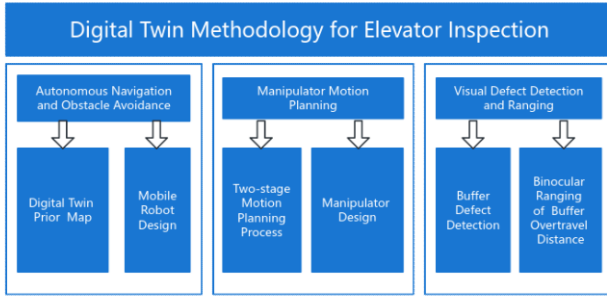 Digital Twin Methodology for Elevator Inspection
Autonomous Navigation
and Obstacle Avoidance
Digital Twin
Prior Map
Mobile
Robot
Design
Manipulator Motion
Planning
Two-stage
Motion
Planning
Process
Manipulator
Design
Visual Defect Detection
and Ranging
Buffer
Defect
Detection
Binocular
Ranging
of Buffer
Overtravel
Distance